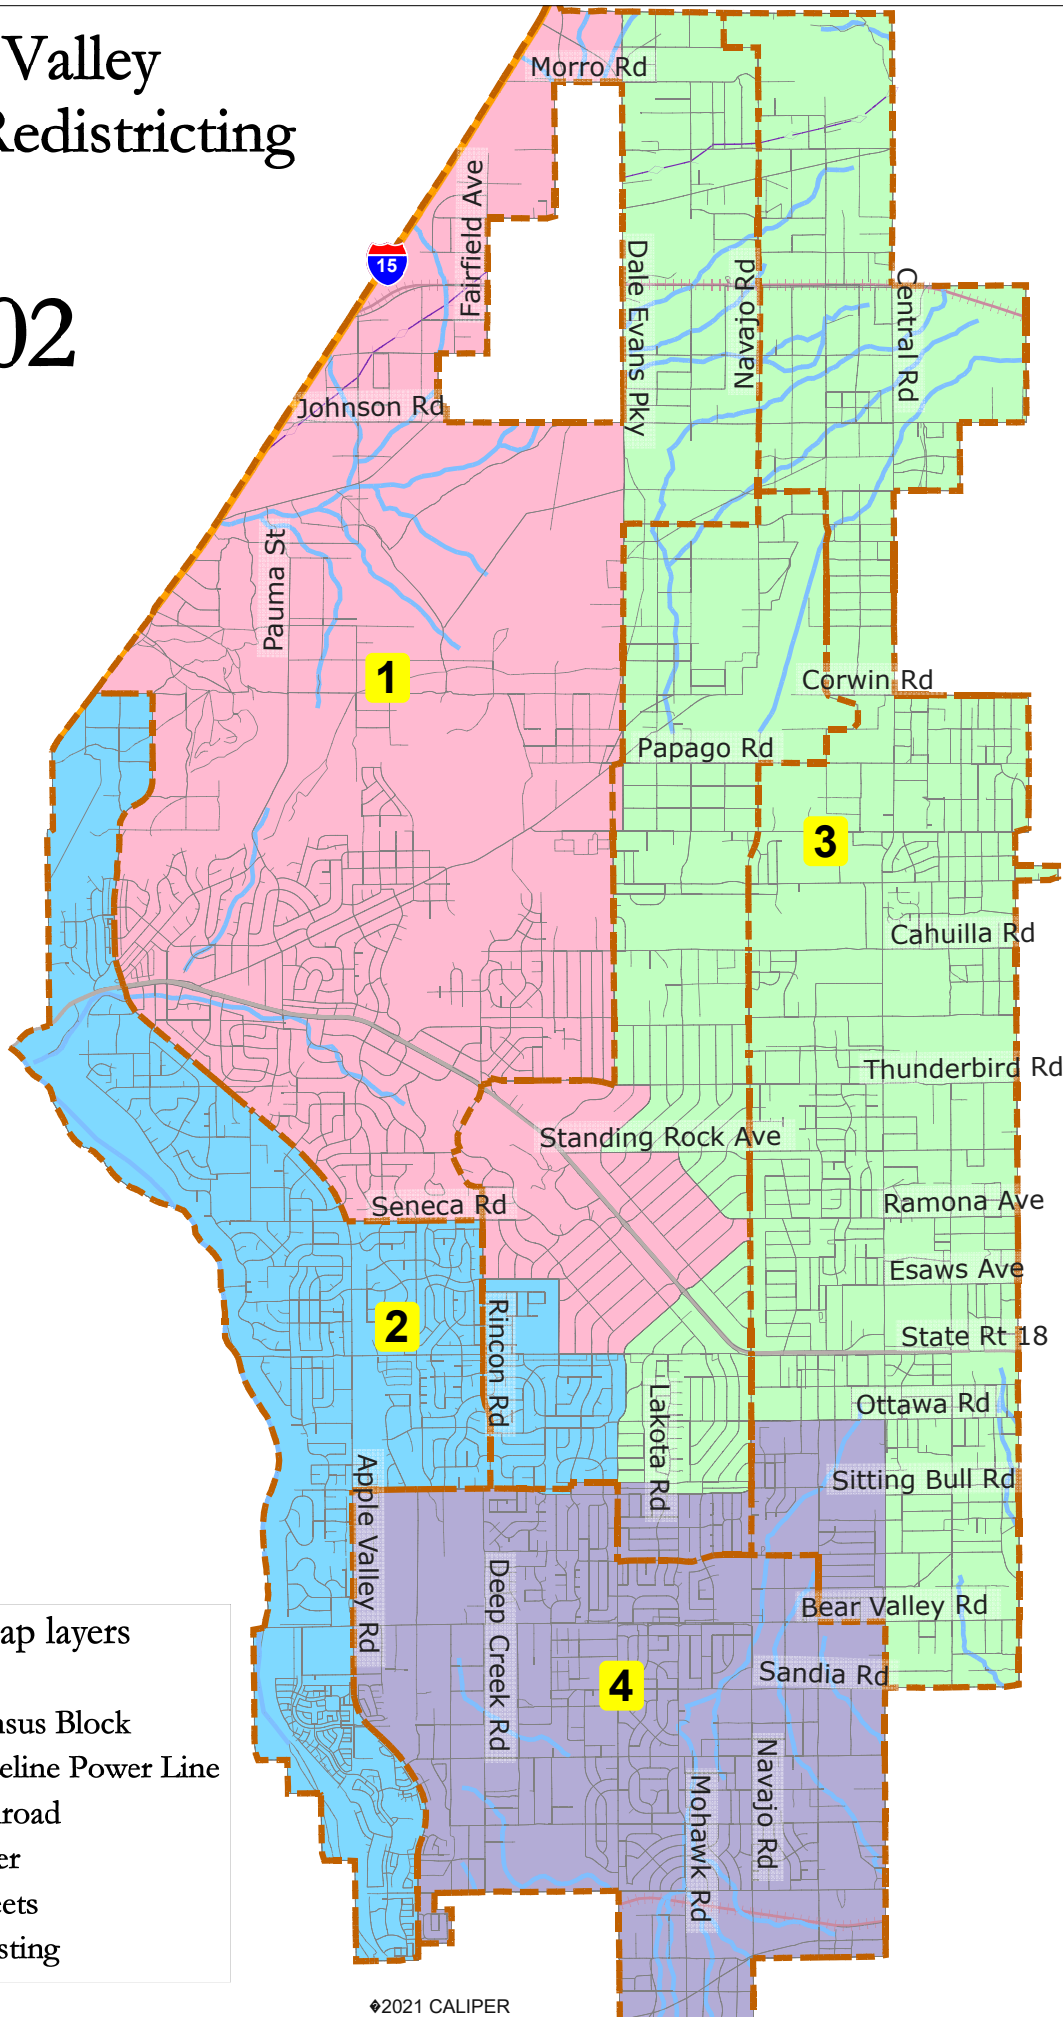 Valley
Redistricting
02
Morro Rd
Fairfield Ave
15
Dale Evans Pky
Navajo Rd
Central Rd
Johnson Rd
Pauma St
1
Corwin Rd
Papago Rd
3
Cahuilla Rd
Thunderbird Rd
Standing Rock Ave
Ramona Ave
Seneca Rd
Esaws Ave
2
Rincon Rd
State Rt 18
Lakota Rd
Ottawa Rd
Apple Valley Rd
Sitting Bull Rd
Deep Creek Rd
Bear Valley Rd
4
Sandia Rd
Mohawk Rd
Navajo Rd
ap layers
nsus Block
eline Power Line
lroad
er
eets
sting
�2021 CALIPER